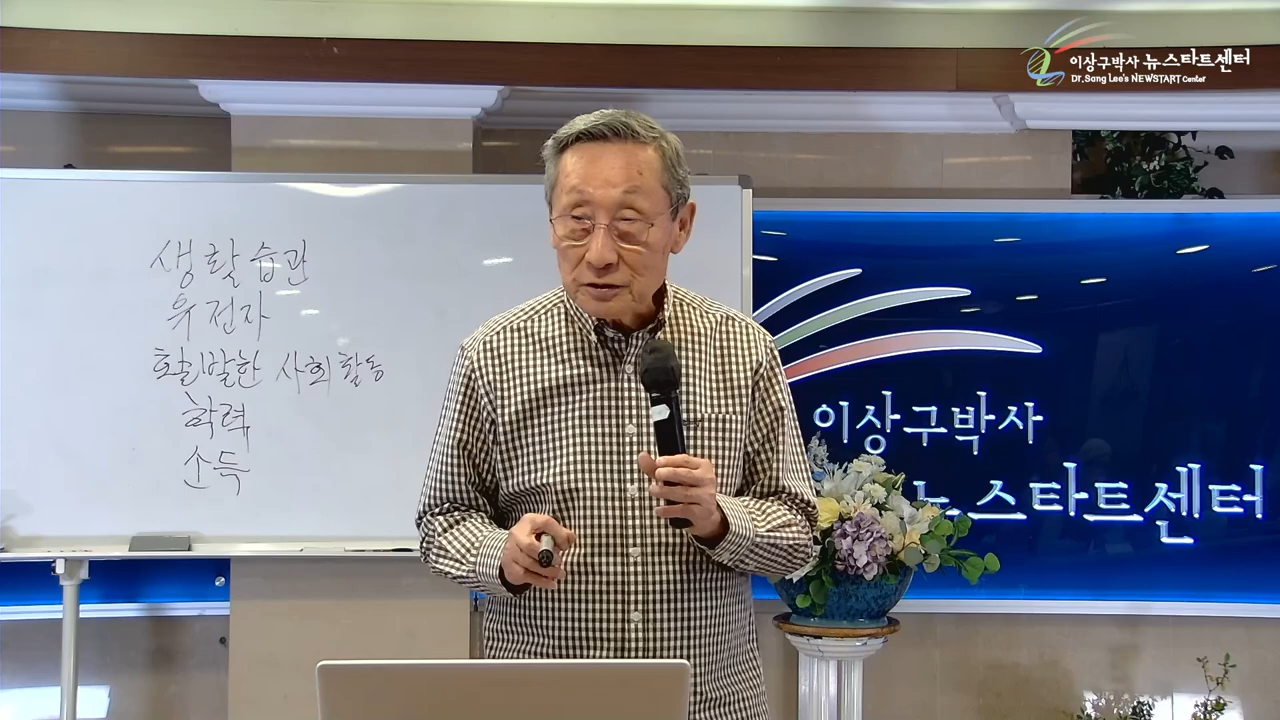 이상구박사 뉴스타트센터
Dr.Sang Lee's NEWSTART Center
생활습관
유전자
활발한 사회활동
학력
소득
이상구박사
뉴스타트센터